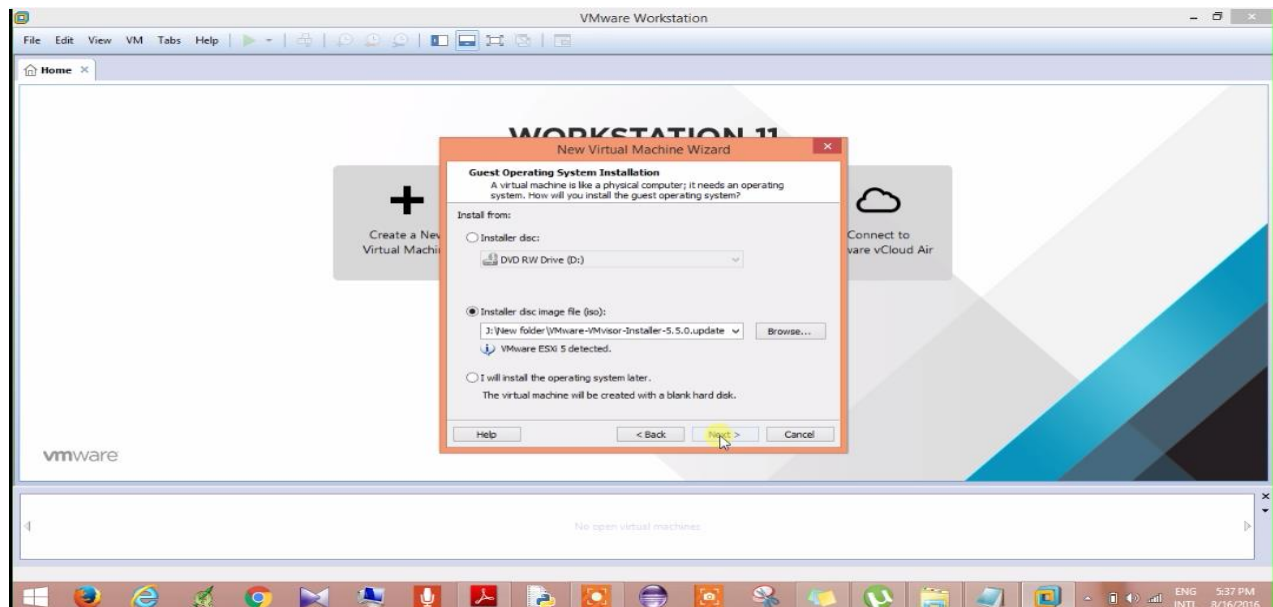 VMware Workstation
File Edit View VM Tabs Help
Home
WORKSTATION 11
New Virtual Machine Wizard
Guest Operating System Installation
A virtual machine is like a physical computer; it needs an operating
system. How will you install the guest operating system?
Install from:
Installer disc:
DVD RW Drive (D:)
Installer disc image file (iso):
J:\New folder\VMware-VMvisor-Installer-5.5.0.update
Browse...
VMware ESXi 5 detected.
I will install the operating system later.
The virtual machine will be created with a blank hard disk.
Help < Back Next > Cancel
Create a New
Virtual Machi
Connect to
ware vCloud Air
vmware
No open virtual machines
ENG 5:37 PM
INTL 8/16/2016